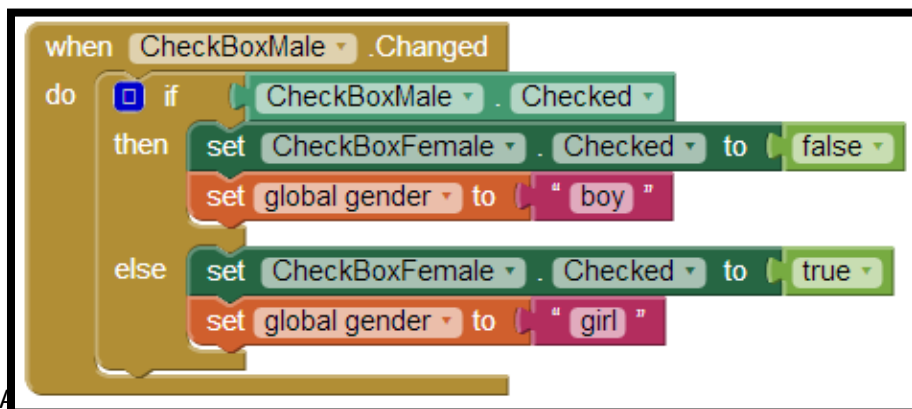 when CheckBoxMale .Changed
do if CheckBoxMale . Checked
then set CheckBoxFemale . Checked to false
set global gender to " boy "
else set CheckBoxFemale . Checked to true
set global gender to " girl "